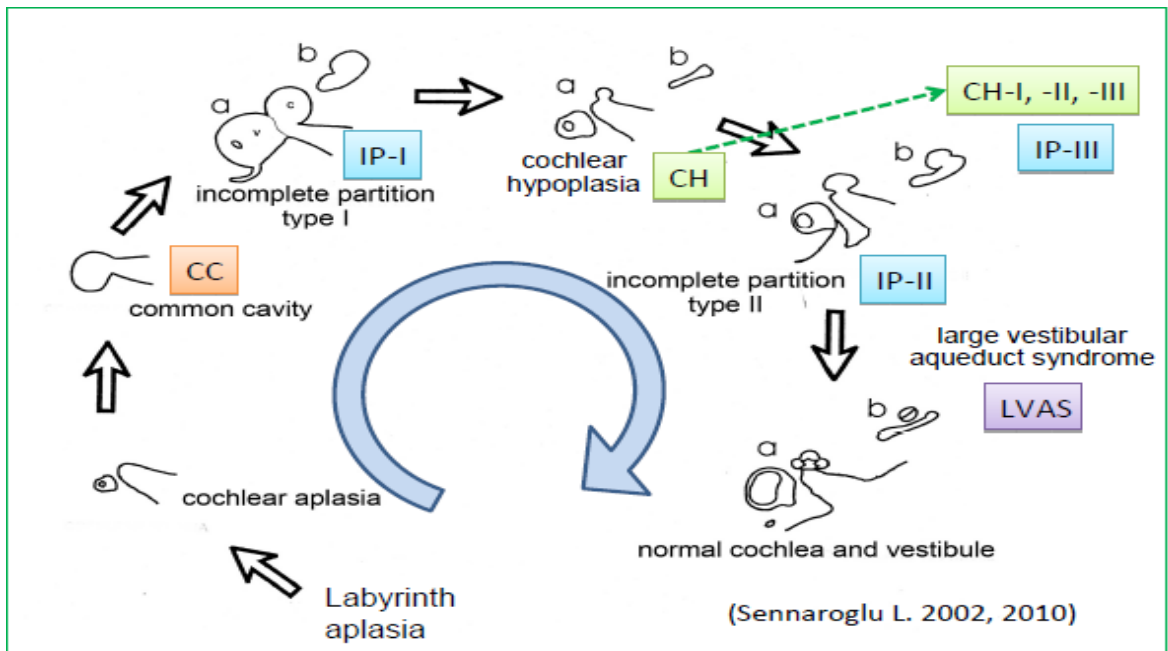 b
a
c
v
IP-I
incomplete partition
type I
b
a
cochlear
hypoplasia
CH
CH-I, -II, -III
IP-III
b
a
incomplete partition
type II
IP-II
CC
common cavity
large vestibular
aqueduct syndrome
LVAS
b
a
cochlear aplasia
normal cochlea and vestibule
Labyrinth
aplasia
(Sennaroglu L. 2002, 2010)